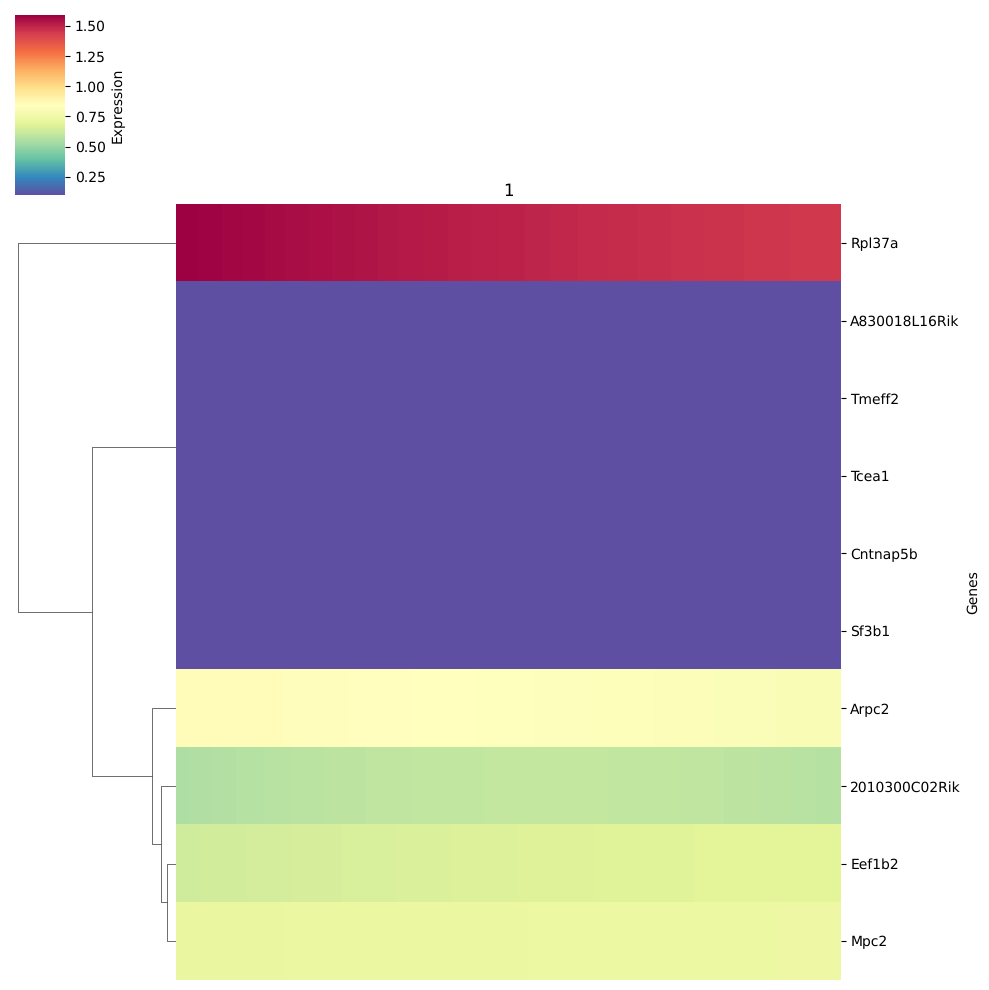 1.50
1.25
1.00
0.75
0.50
0.25
Expression
1
Rpl37a
A830018L16Rik
Tmeff2
Tcea1
Cntnap5b
Sf3b1
Arpc2
2010300C02Rik
Eef1b2
Mpc2
Genes